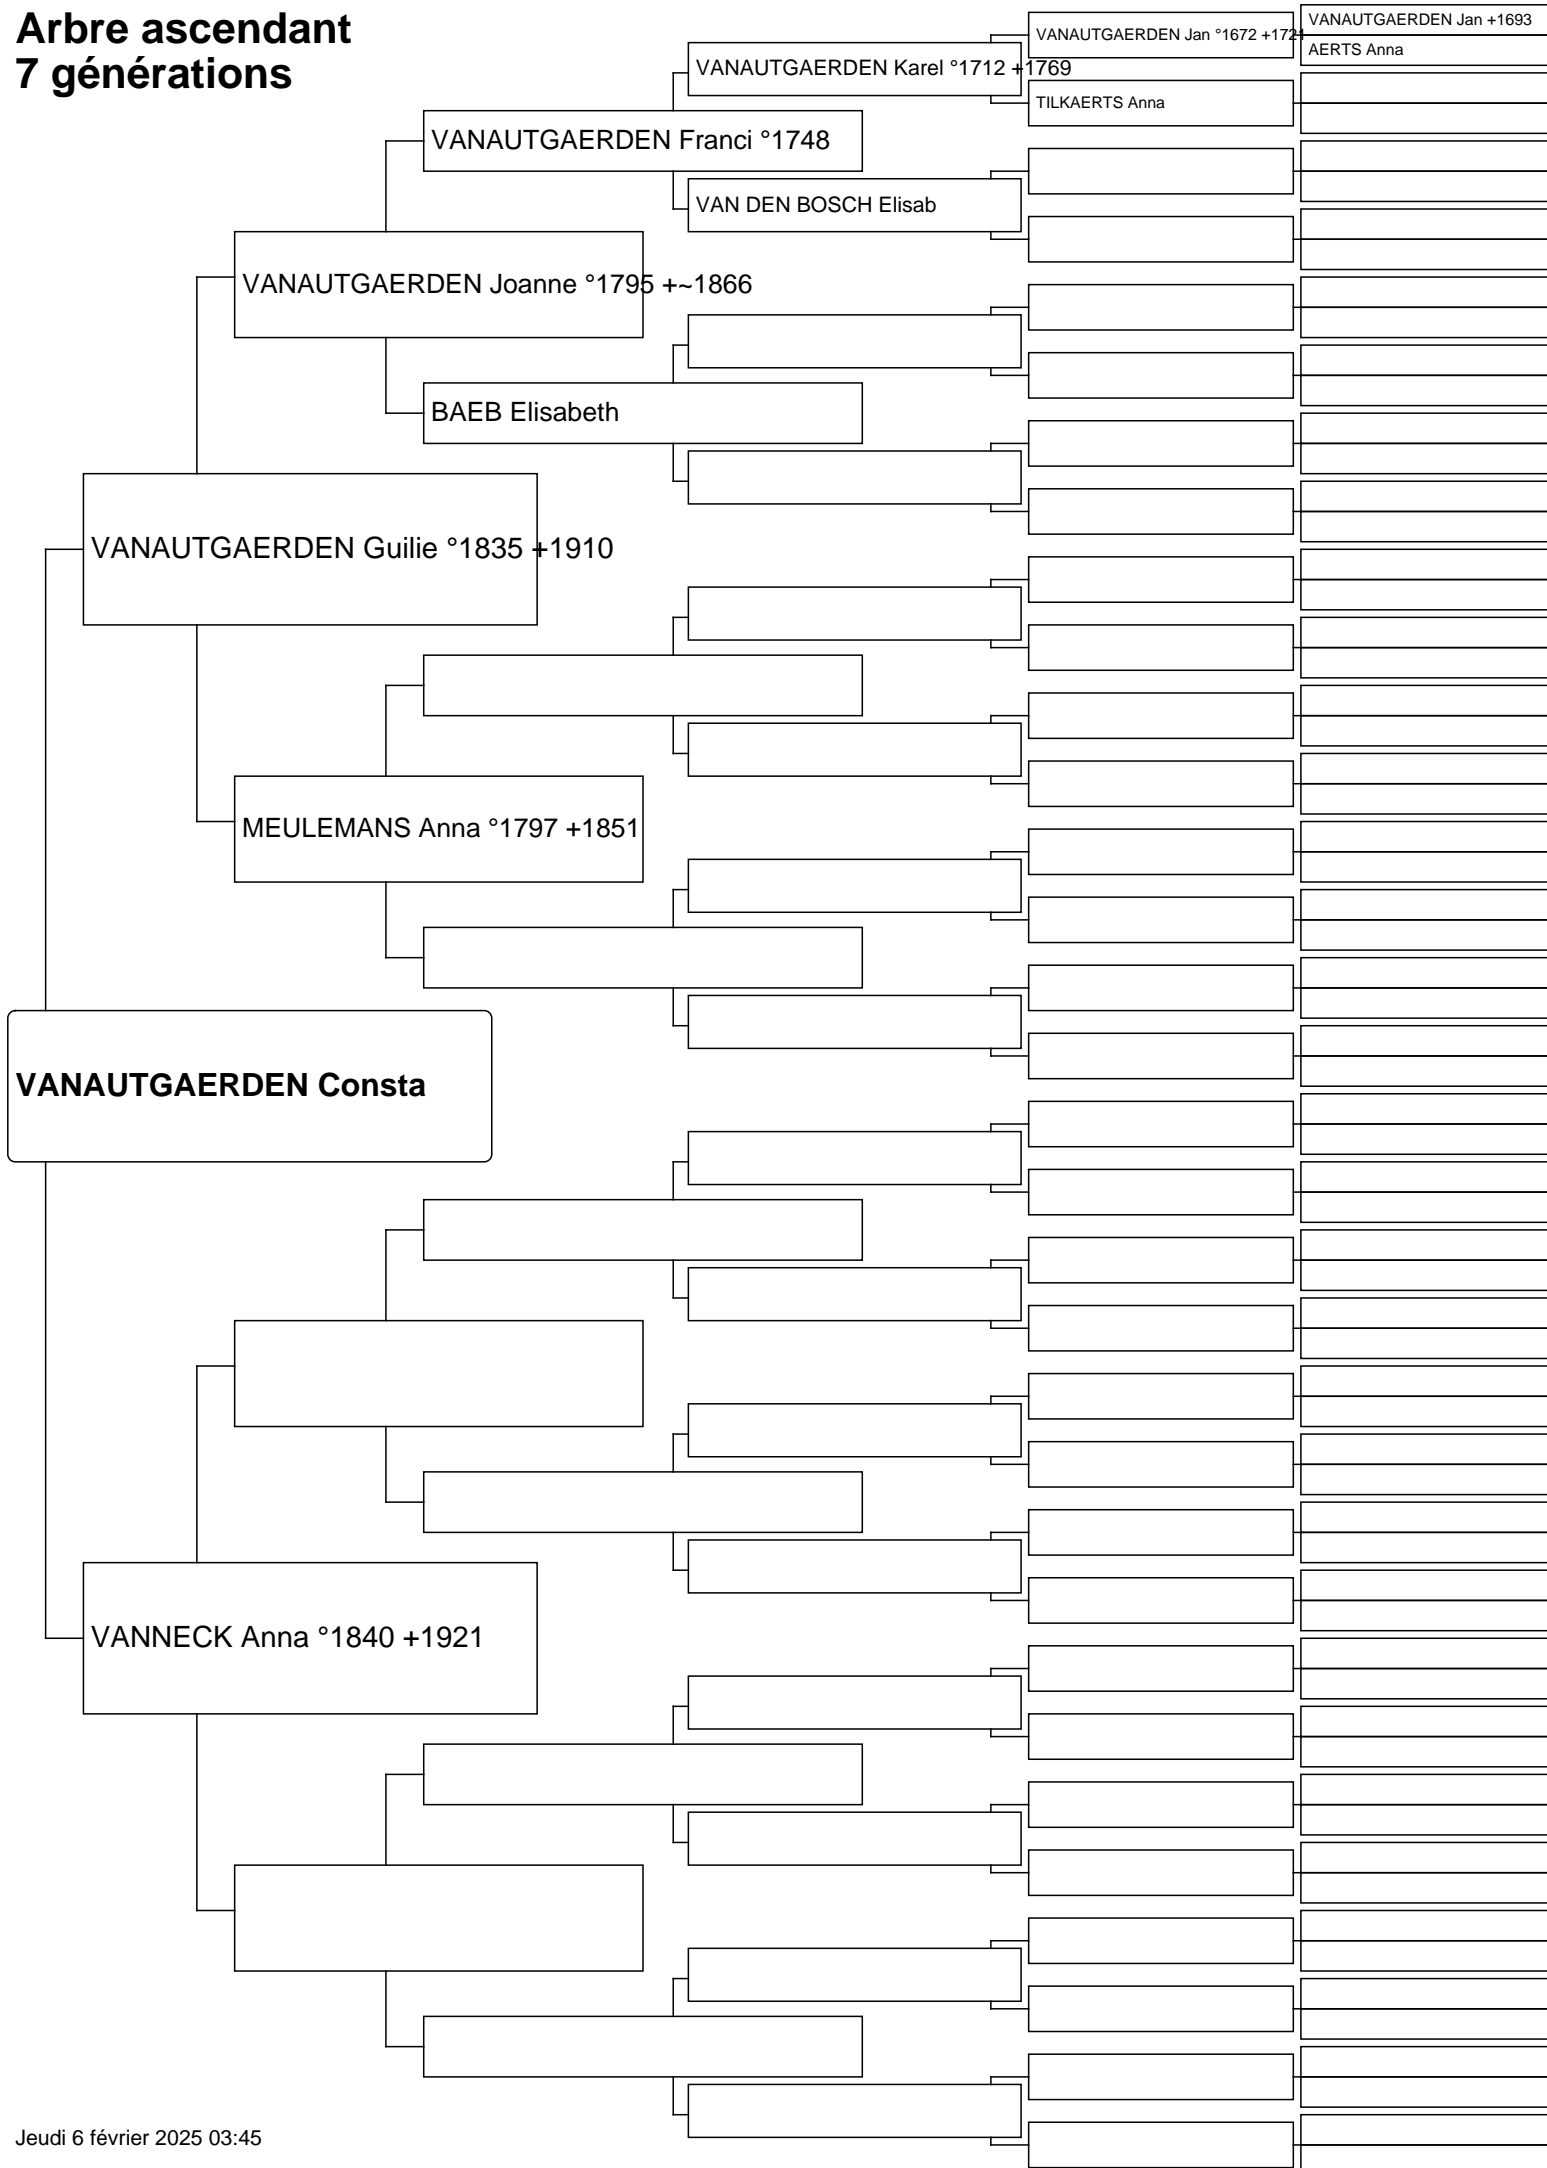 Arbre ascendant
7 générations
VANAUTGAERDEN Jan +1693
AERTS Anna
VANAUTGAERDEN Jan °1672 +1721
TILKAERTS Anna
VANAUTGAERDEN Karel °1712 +1769
VANAUTGAERDEN Franci °1748
VAN DEN BOSCH Elisab
VANAUTGAERDEN Joanne °1795 +~1866
BAEB Elisabeth
VANAUTGAERDEN Guilie °1835 +1910
MEULEMANS Anna °1797 +1851
VANAUTGAERDEN Consta
VANNECK Anna °1840 +1921
Jeudi 6 février 2025 03:45